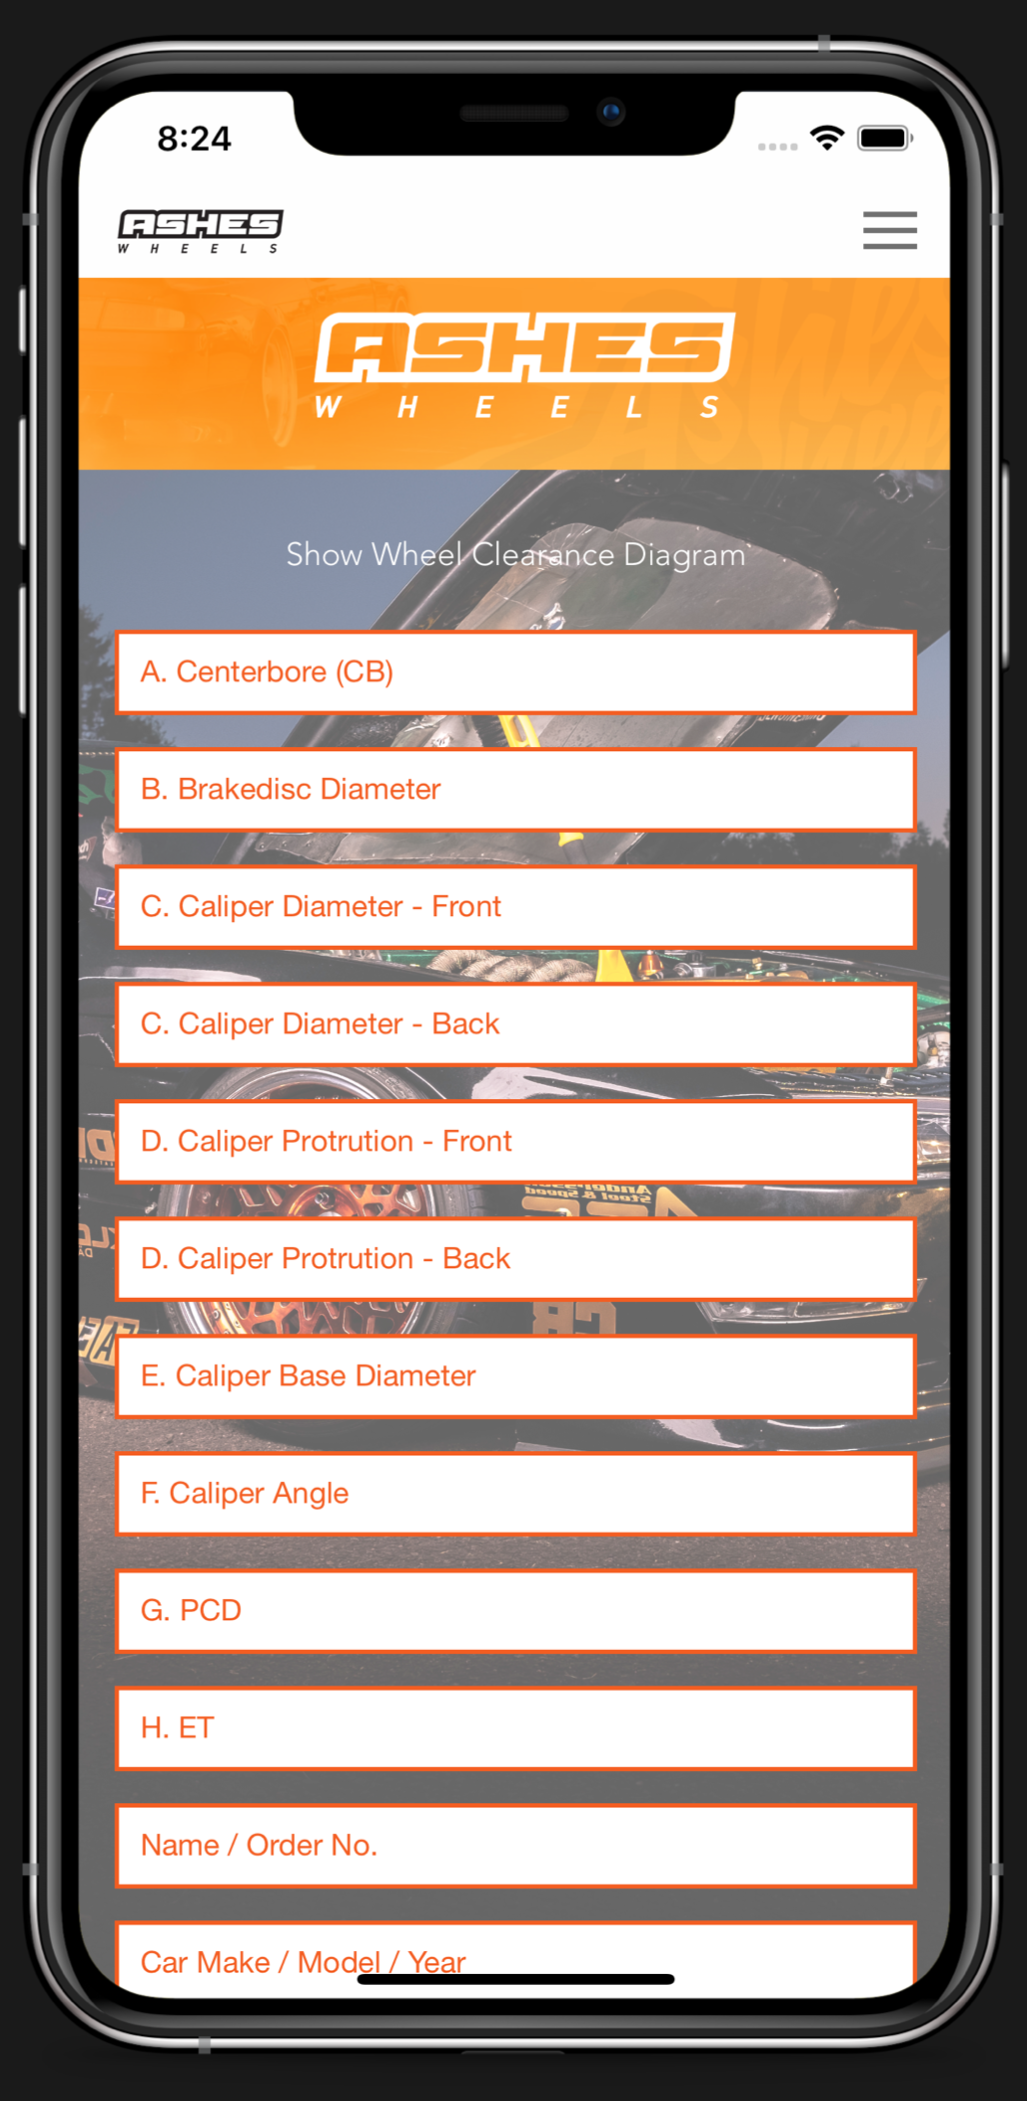 8:24
ASHES
WHEELS
ASHES
WHEELS
Show Wheel Clearance Diagram
A. Centerbore (CB)
B. Brakedisc Diameter
C. Caliper Diameter - Front
C. Caliper Diameter - Back
D. Caliper Protrution - Front
D. Caliper Protrution - Back
E. Caliper Base Diameter
F. Caliper Angle
G. PCD
H. ET
Name / Order No.
Car Make / Model / Year